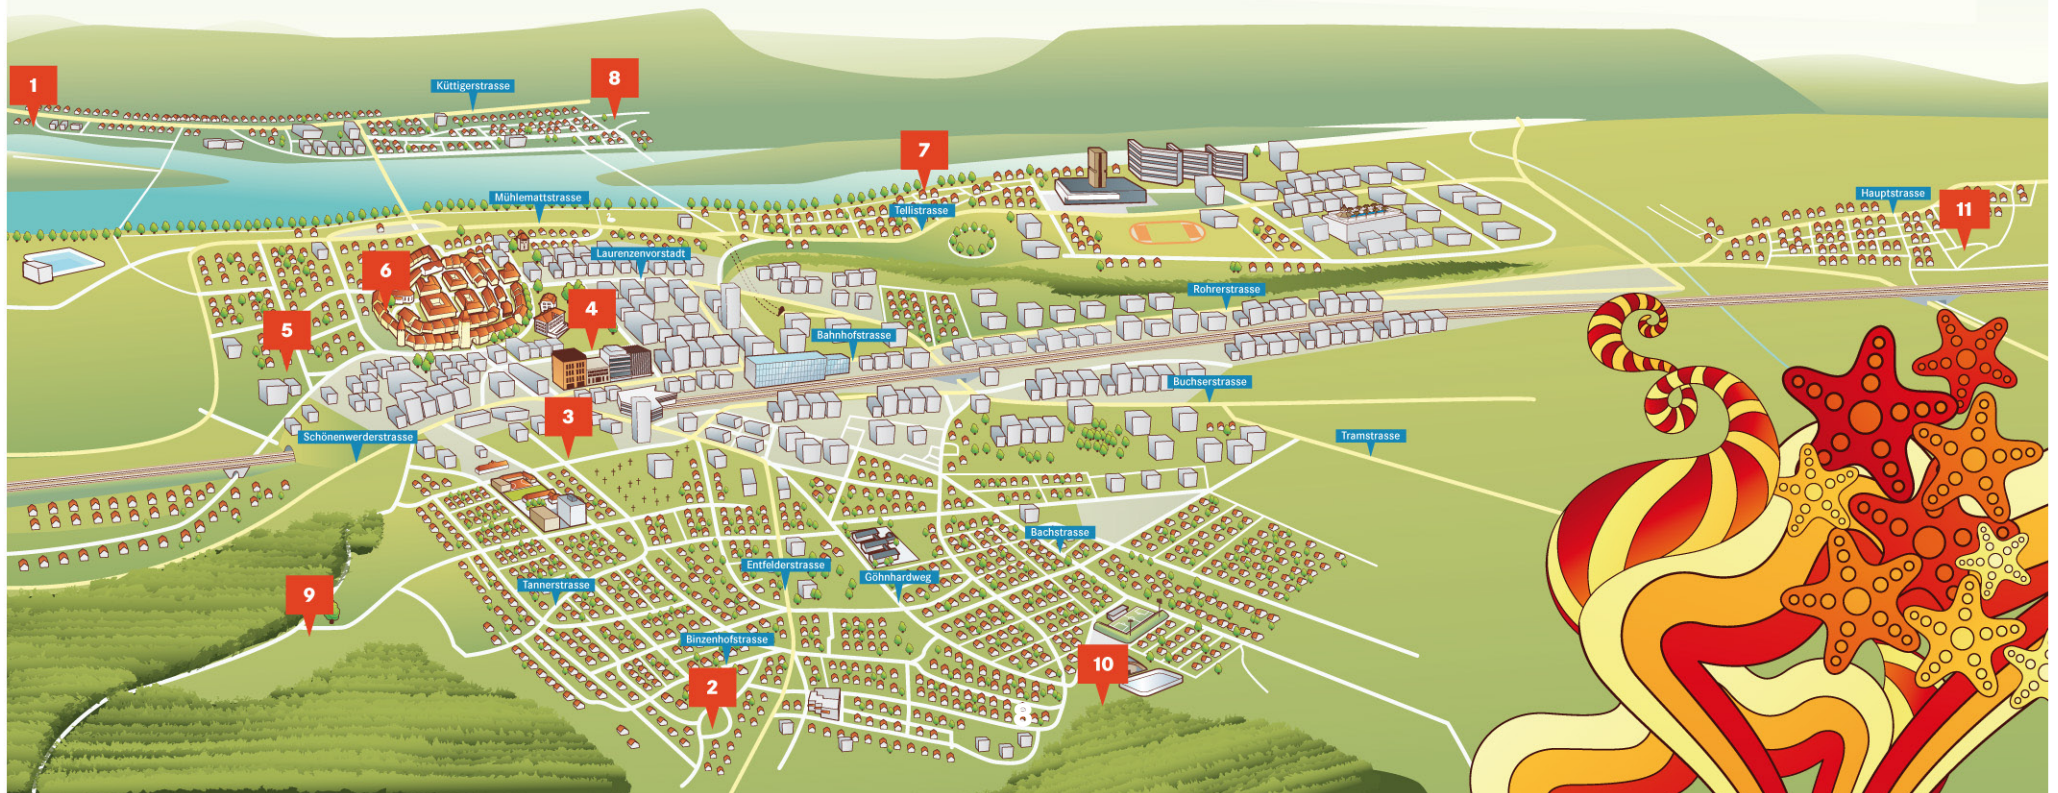 1
Küttigerstrasse
8
7
Mühlemattstrasse
Tellistrasse
Hauptstrasse
11
Laurenzenvorstadt
6
Rohrerstrasse
4
5
Bahnhofstrasse
Buchserstrasse
3
Schönenwerderstrasse
Tramstrasse
Bachstrasse
Entfelderstrasse
Göhnhardweg
Tannerstrasse
9
Binzenhofstrasse
10
2